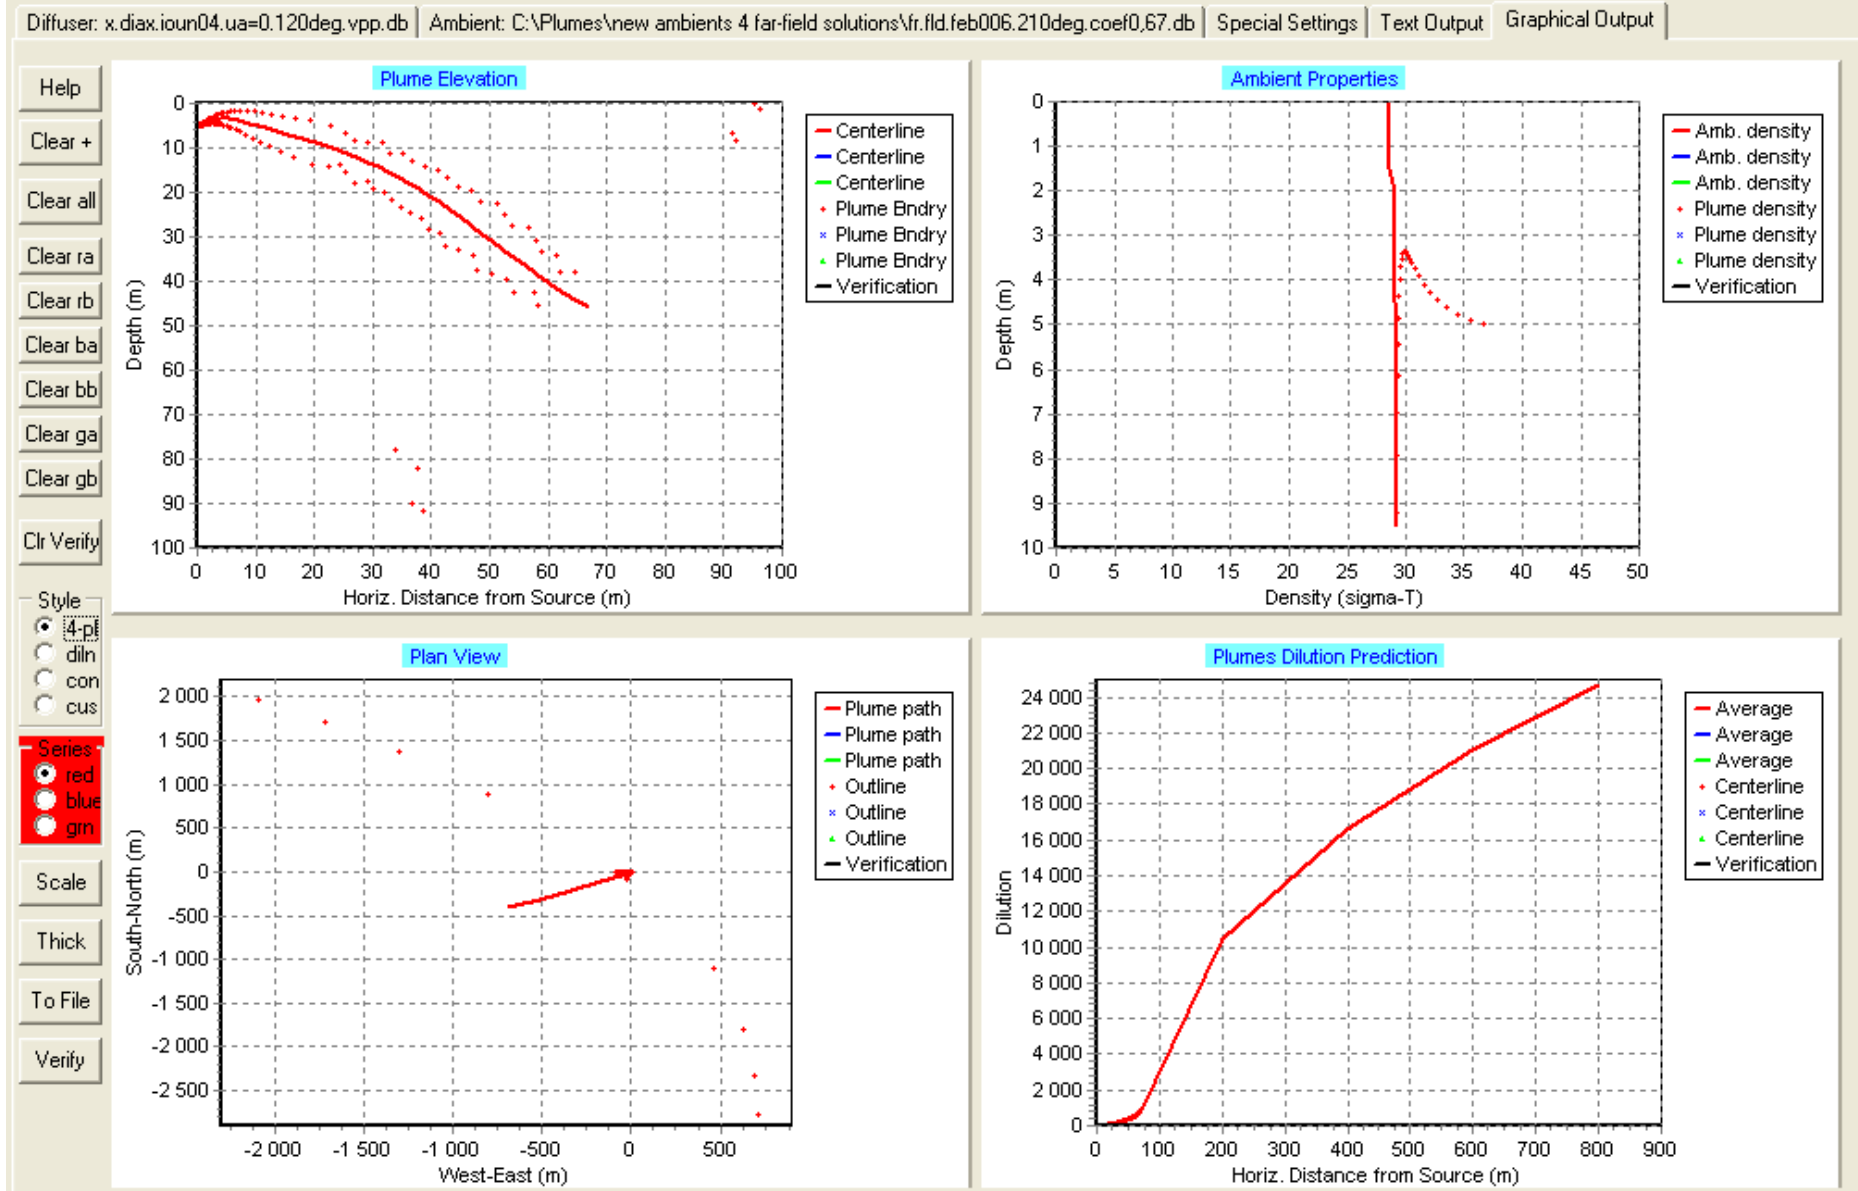 Diffuser: x.diax.ioun04.ua=0.120deg.vpp.db
Ambient: C:\Plumes\new ambients 4 far-field solutions\fr.fld.feb006.210deg.coef0,67.db
Special Settings
Text Output
Graphical Output
Help
Clear +
Clear all
Clear ra
Clear rb
Clear ba
Clear bb
Clear ga
Clear gb
Clr Verify
Style
4-pl
diln
con
cus
Series
red
blue
grn
Scale
Thick
To File
Verify
Plume Elevation
0
10
20
30
40
50
60
70
80
90
100
Depth (m)
0 10 20 30 40 50 60 70 80 90 100
Horiz. Distance from Source (m)
Centerline
Centerline
Centerline
Plume Bndry
Plume Bndry
Plume Bndry
Verification
Ambient Properties
0
1
2
3
4
5
6
7
8
9
10
Depth (m)
0 5 10 15 20 25 30 35 40 45 50
Density (sigma-T)
Amb. density
Amb. density
Amb. density
Plume density
Plume density
Plume density
Verification
Plan View
2 000
1 500
1 000
500
0
-500
-1 000
-1 500
-2 000
-2 500
South-North (m)
-2 000 -1 500 -1 000 -500 0 500
West-East (m)
Plume path
Plume path
Plume path
Outline
Outline
Outline
Verification
Plumes Dilution Prediction
24 000
22 000
20 000
18 000
16 000
14 000
12 000
10 000
8 000
6 000
4 000
2 000
0
Dilution
0 100 200 300 400 500 600 700 800 900
Horiz. Distance from Source (m)
Average
Average
Average
Centerline
Centerline
Centerline
Verification